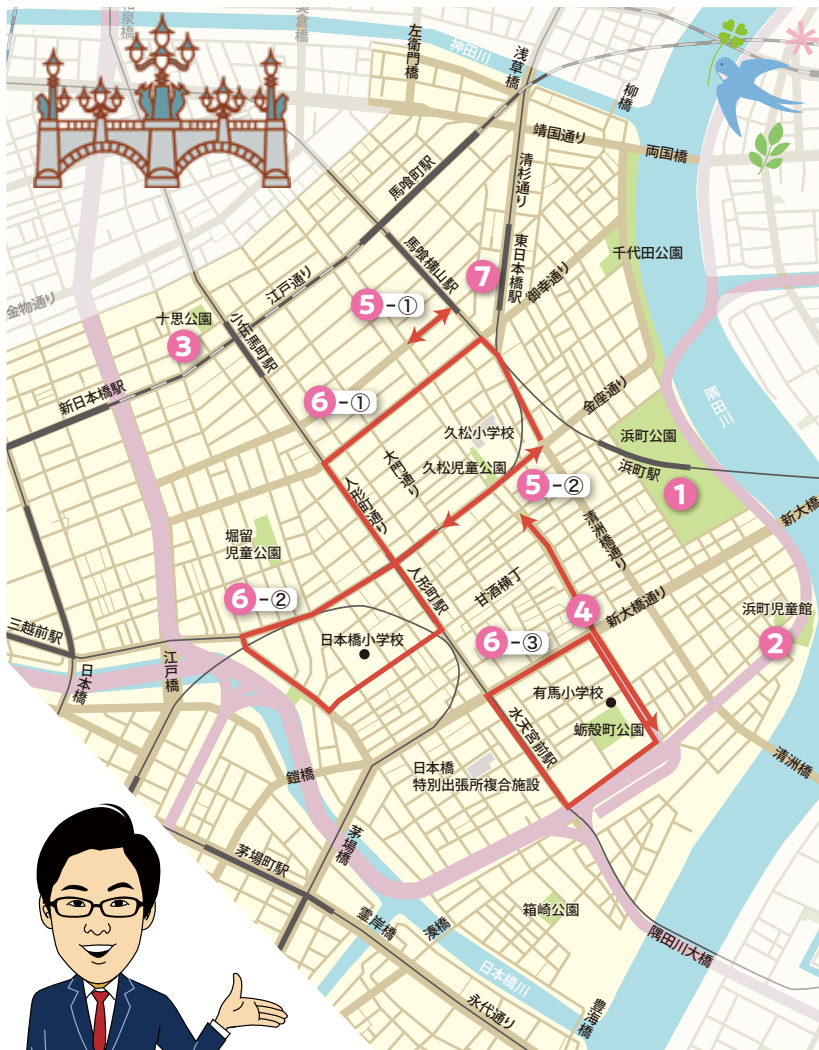 和泉橋
美倉橋
左衛門橋
神田川
浅草橋
柳橋
靖国通り
両国橋
清杉通り
馬喰町駅
馬喰横山駅
東日本橋駅
7
御幸通り
千代田公園
江戸通り
金物通り
5-①
十思公園
3
小伝馬町駅
新日本橋駅
6-①
金座通り
隅田川
久松小学校
浜町公園
大門通り
久松児童公園
浜町駅
1
人形町通り
5-②
新大橋
清洲橋通り
堀留
児童公園
人形町駅
甘酒横丁
6-②
4
新大橋通り
浜町児童館
三越前駅
日本橋小学校
6-③
2
日本橋
江戸橋
有馬小学校
水天宮前駅
蛎殻町公園
日本橋
特別出張所複合施設
清洲橋
鎧橋
茅場橋
茅場町駅
箱崎公園
霊岸橋
湊橋
隅田川大橋
日本橋川
永代通り
豊海橋